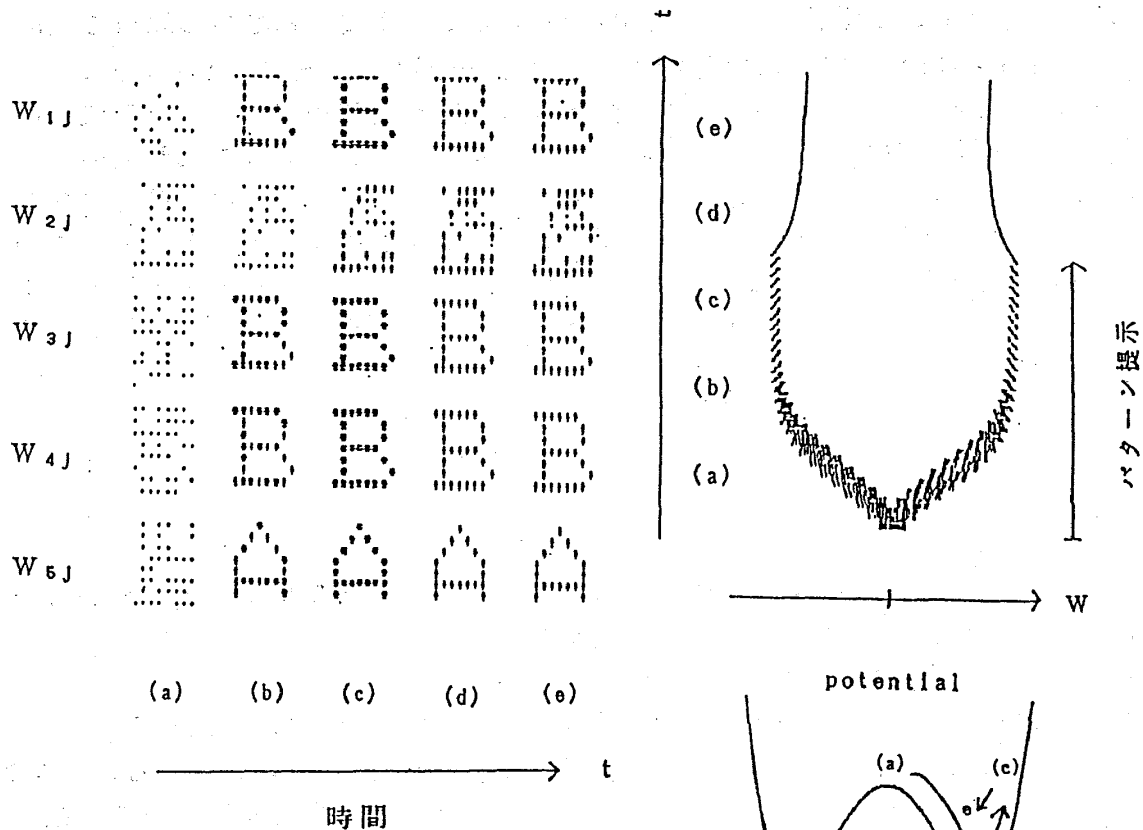 W1j
W2j
W3j
W4j
W5j
(a) (b) (c) (d) (e)
t
時間
t
(e)
(d)
(c)
(b)
(a)
パターン提示
W
potential
(a)
(c)